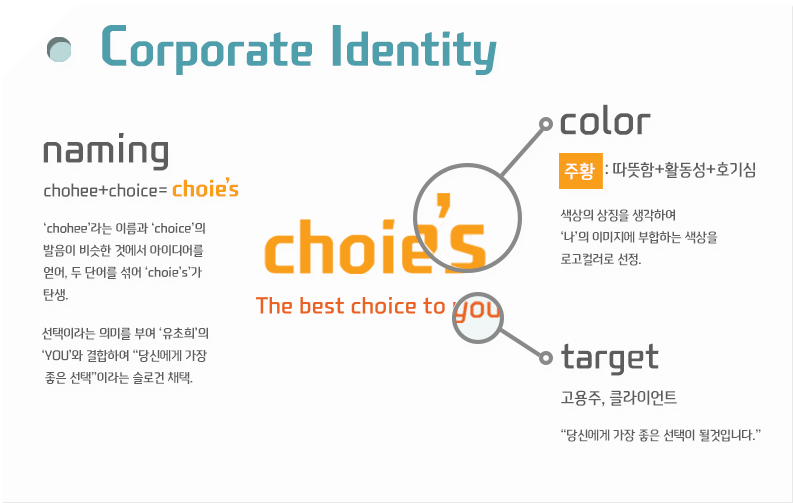 Corporate Identity
naming
chohee+choice= choie's
‘chohee’라는 이름과 ‘choice’의
발음이 비슷한 것에서 아이디어를
얻어, 두 단어를 섞어 ‘choie’s’가
탄생.
선택이라는 의미를 부여 ‘유초희’의
‘YOU’와 결합하여 “당신에게 가장
좋은 선택”이라는 슬로건 채택.
choie's
The best choice to you
color
주황 : 따뜻함+활동성+호기심
색상의 상징을 생각하여
‘나’의 이미지에 부합하는 색상을
로고컬러로 선정.
target
고용주, 클라이언트
“당신에게 가장 좋은 선택이 될것입니다.”